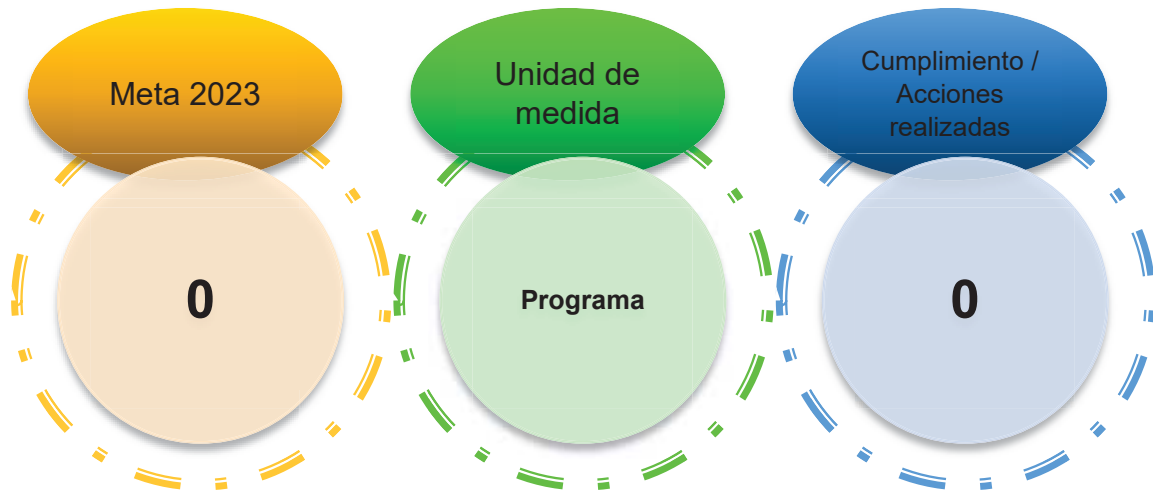 Meta 2023
Unidad de
medida
Cumplimiento /
Acciones
realizadas
0
Programa
0